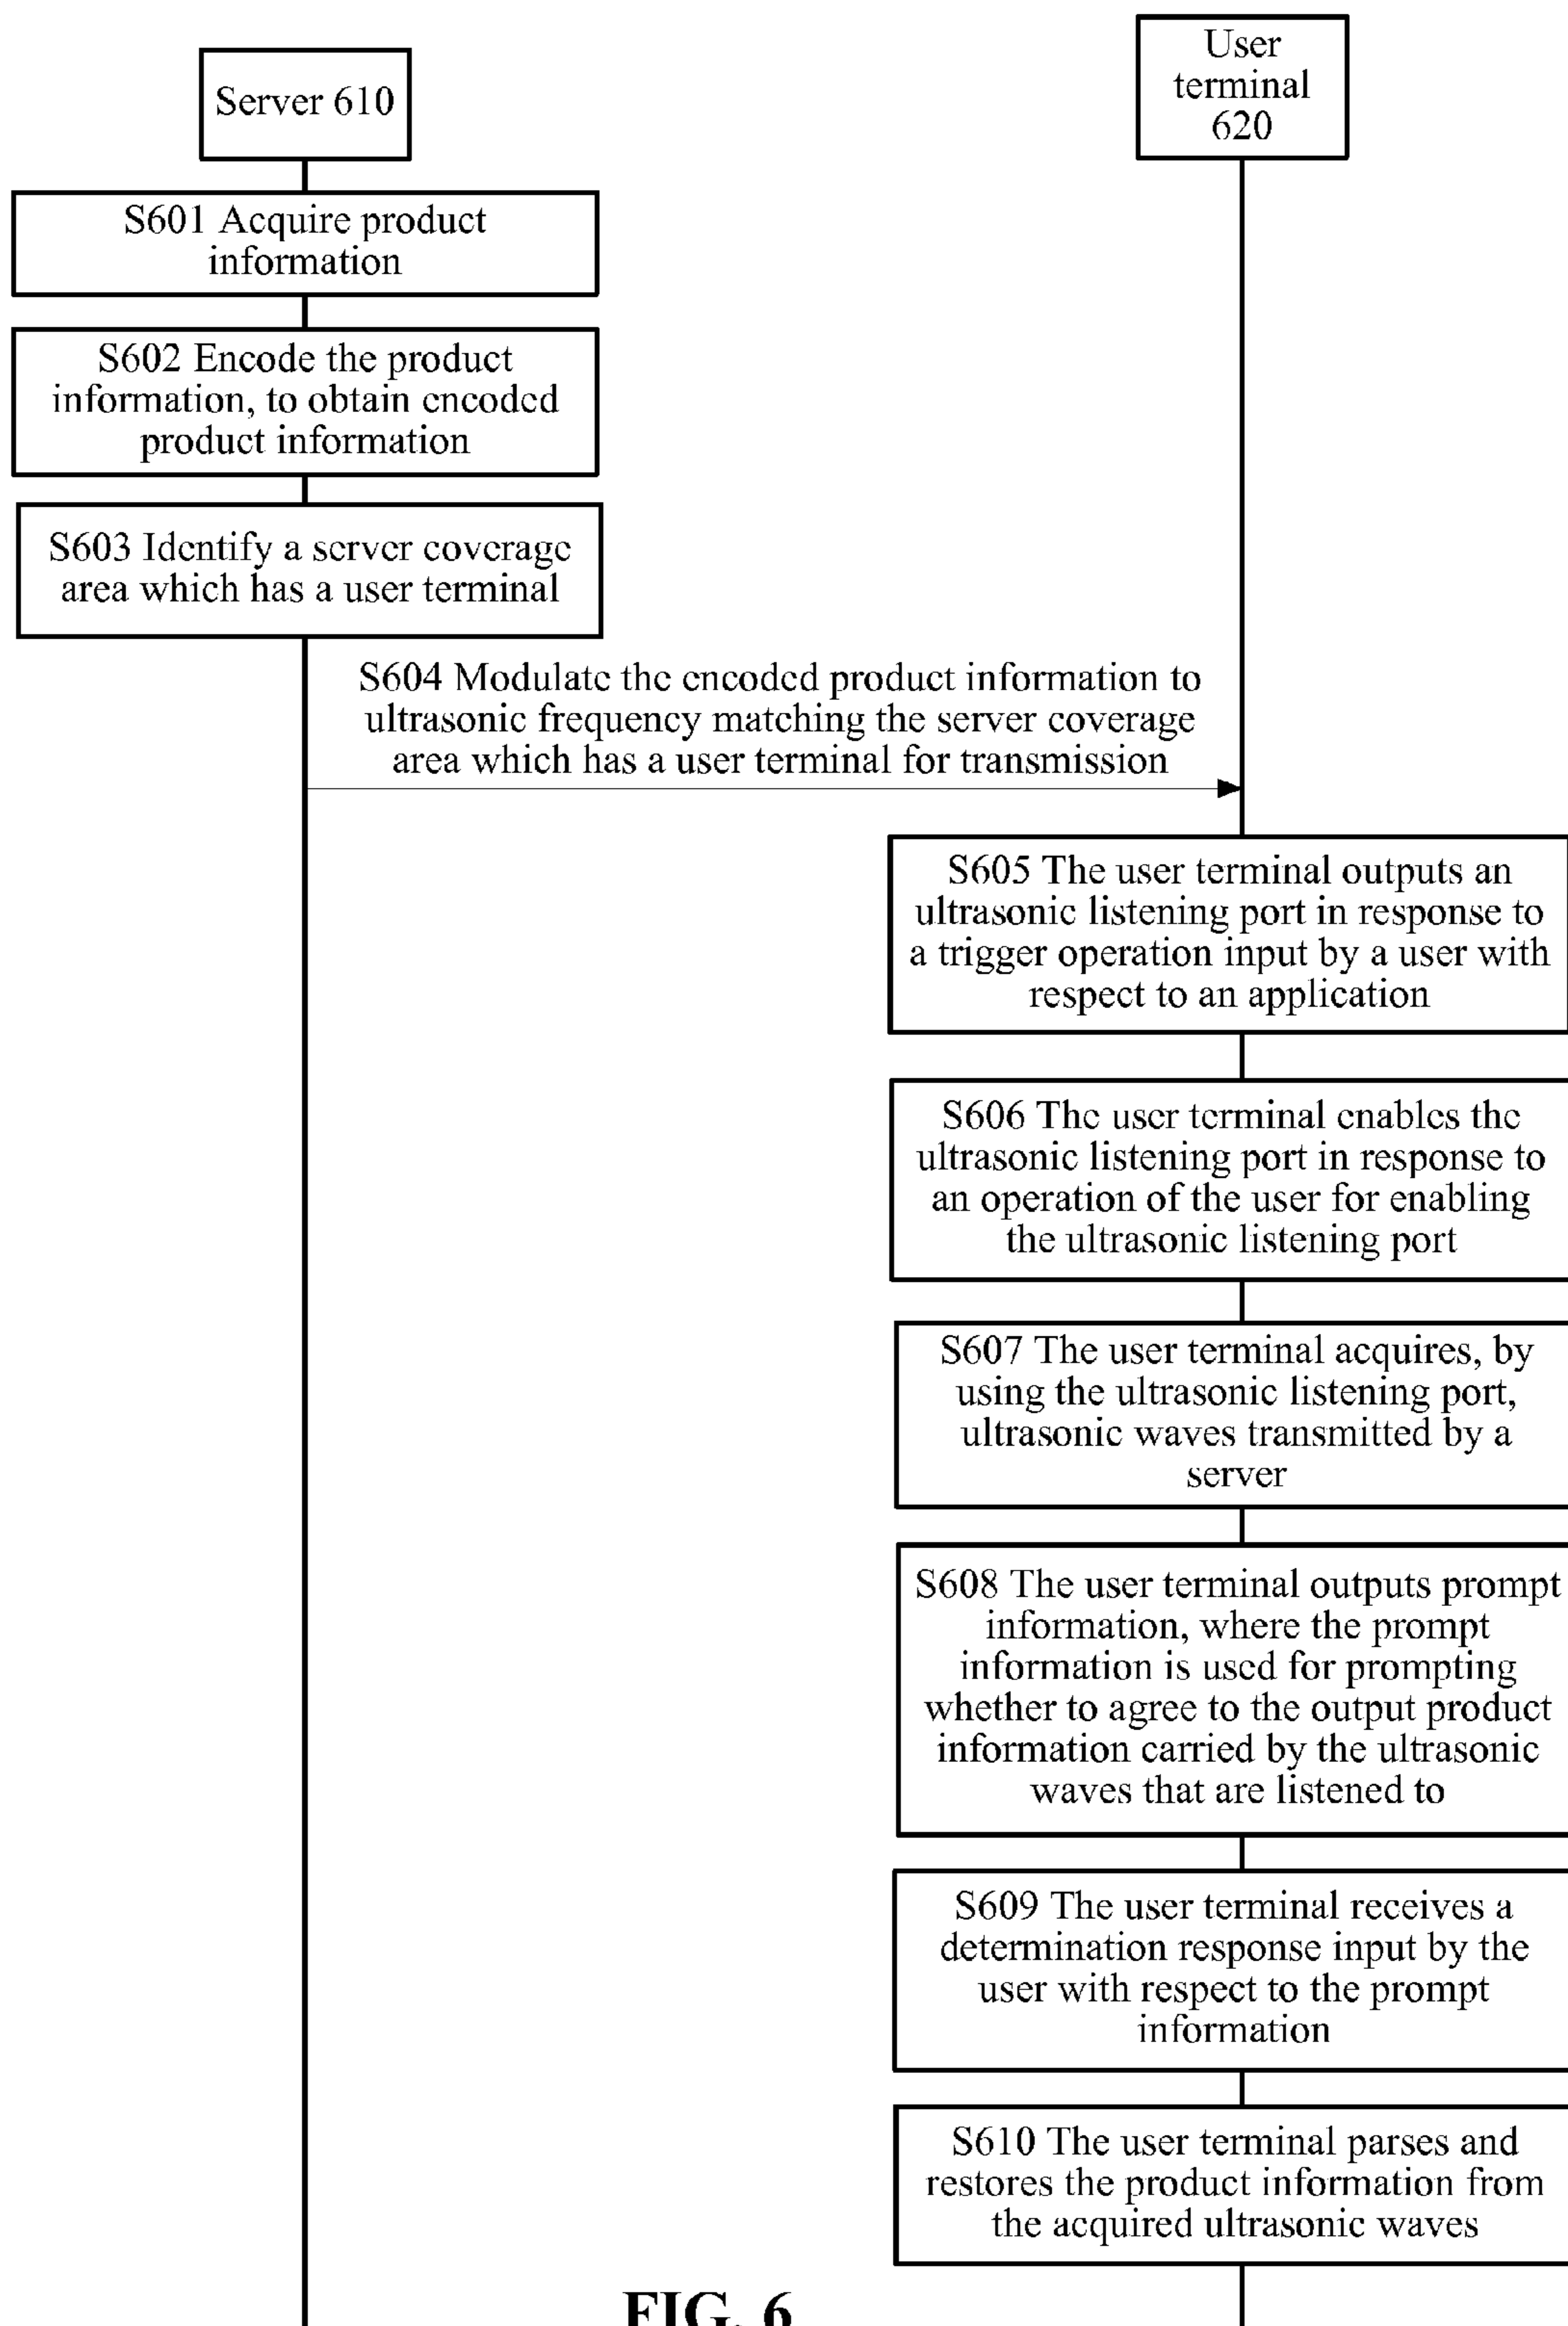 Server 610
User
terminal
620
S601 Acquire product
information
S602 Encode the product
information, to obtain encoded
product information
S603 Identify a server coverage
area which has a user terminal
S604 Modulate the encoded product information to
ultrasonic frequency matching the server coverage
area which has a user terminal for transmission
S605 The user terminal outputs an
ultrasonic listening port in response to
a trigger operation input by a user with
respect to an application
S606 The user terminal enables the
ultrasonic listening port in response to
an operation of the user for enabling
the ultrasonic listening port
S607 The user terminal acquires, by
using the ultrasonic listening port,
ultrasonic waves transmitted by a
server
S608 The user terminal outputs prompt
information, where the prompt
information is used for prompting
whether to agree to the output product
information carried by the ultrasonic
waves that are listened to
S609 The user terminal receives a
determination response input by the
user with respect to the prompt
information
S610 The user terminal parses and
restores the product information from
the acquired ultrasonic waves
FIG. 6